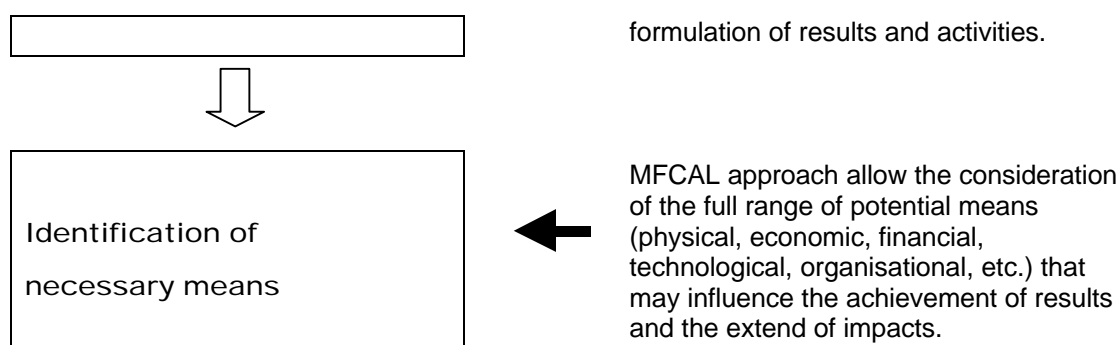 formulation of results and activities.
Identification of
necessary means
MFCAL approach allow the consideration
of the full range of potential means
(physical, economic, financial,
technological, organisational, etc.) that
may influence the achievement of results
and the extend of impacts.